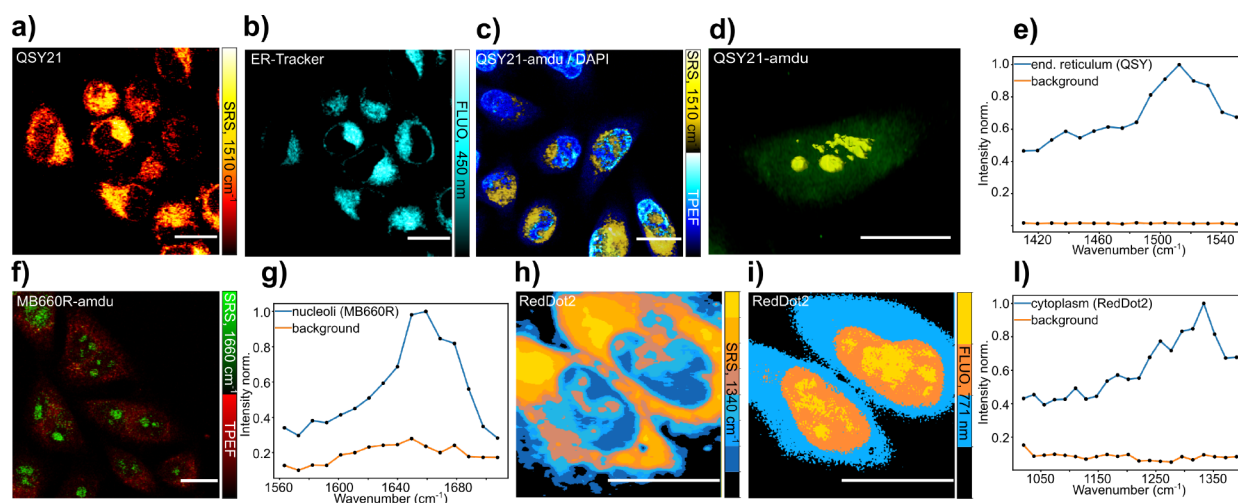 a)
QSY21
SRS, 1510 cm⁻¹
b)
ER-Tracker
FLUO, 450 nm
c)
QSY21-amdu / DAPI
SRS, 1510 cm⁻¹
TPEF
d)
QSY21-amdu
e)
end. reticulum (QSY)
background
Intensity norm.
1.0
0.8
0.6
0.4
0.2
1420 1460 1500 1540
Wavenumber (cm⁻¹)
f)
MB660R-amdu
SRS, 1660 cm⁻¹
TPEF
g)
nucleoli (MB660R)
background
Intensity norm.
1.0
0.8
0.6
0.4
0.2
1560 1600 1640 1680
Wavenumber (cm⁻¹)
h)
RedDot2
SRS, 1340 cm⁻¹
i)
RedDot2
FLUO, 771 nm
l)
cytoplasm (RedDot2)
background
Intensity norm.
1.0
0.8
0.6
0.4
0.2
1050 1150 1250 1350
Wavenumber (cm⁻¹)